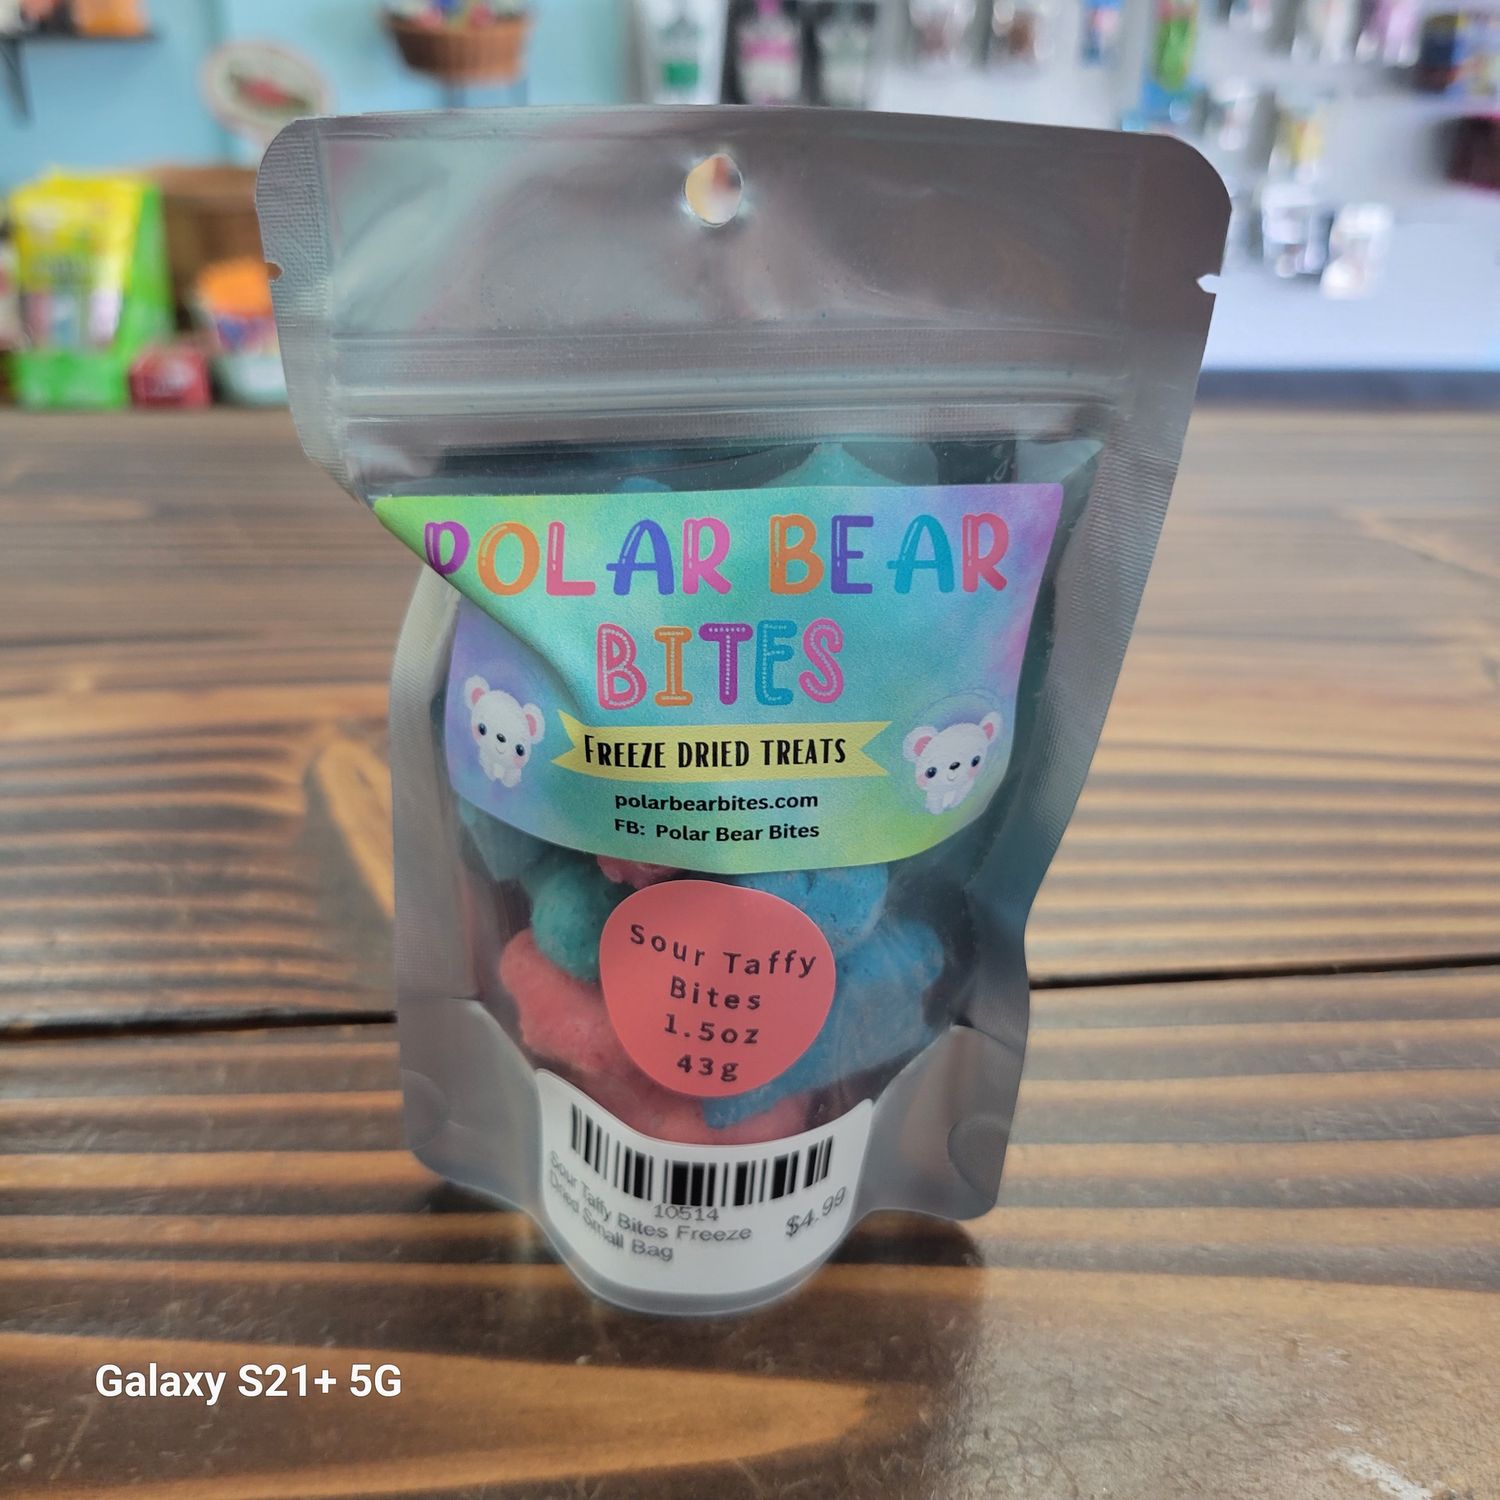 POLAR BEAR
BITES
FREEZE DRIED TREATS
polarbearbites.com
FB: Polar Bear Bites
Sour Taffy
Bites
1.5oz
43g
10514
Sour Taffy Bites Freeze
Dried Small Bag
$4.99
Galaxy S21+ 5G